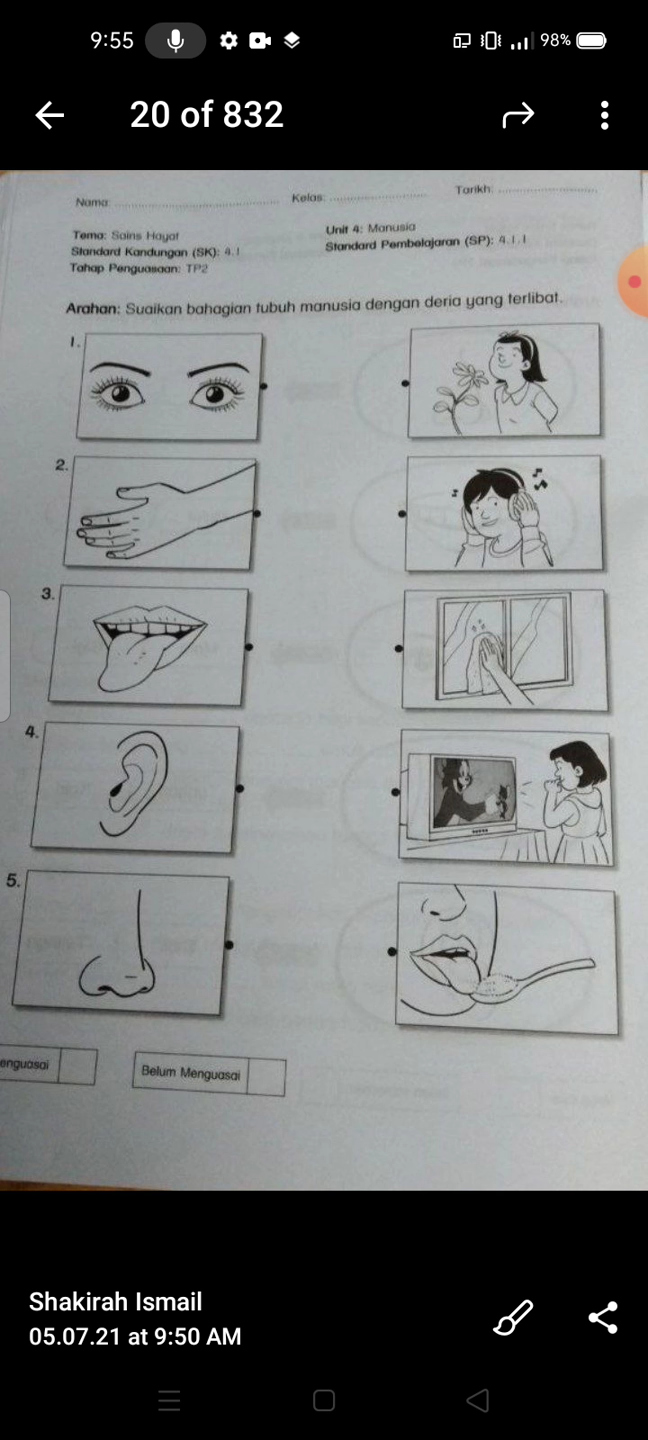 9:55
98%
20 of 832
Nama: Kelas: Tarikh:
Tema: Sains Hayat Unit 4: Manusia
Standard Kandungan (SK): 4.1 Standard Pembelajaran (SP): 4.1.1
Tahap Penguasaan: TP2
Arahan: Suaikan bahagian tubuh manusia dengan deria yang terlibat.
1.
2.
3.
4.
5.
enguasai Belum Menguasai
Shakirah Ismail
05.07.21 at 9:50 AM